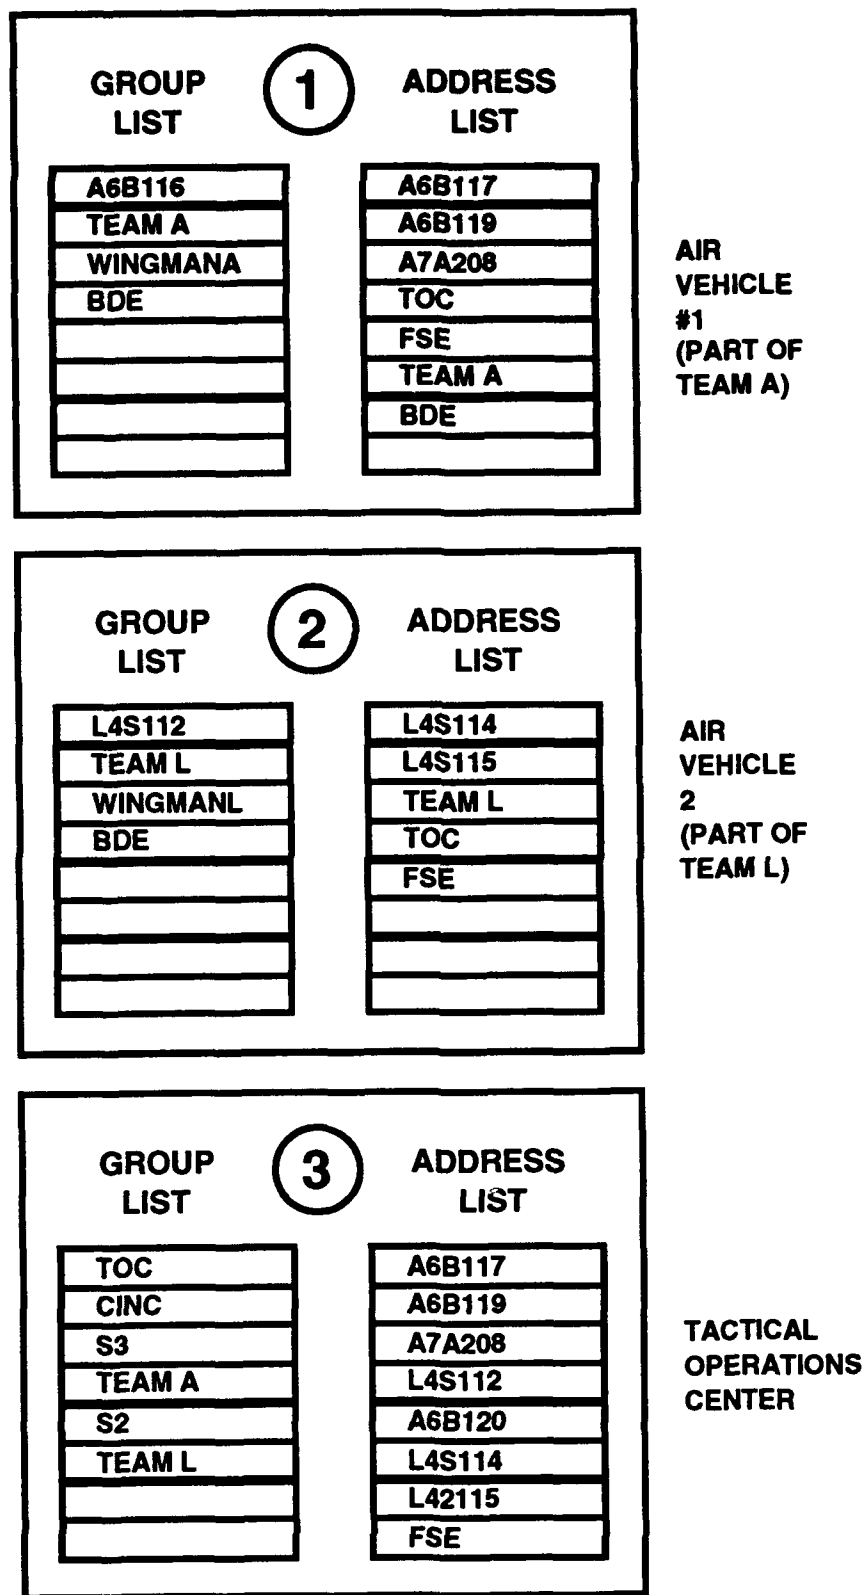 GROUP LIST
1
ADDRESS LIST
A6B116
TEAM A
WINGMANA
BDE
A6B117
A6B119
A7A208
TOC
FSE
TEAM A
BDE
AIR
VEHICLE
#1
(PART OF
TEAM A)
GROUP LIST
2
ADDRESS LIST
L4S112
TEAM L
WINGMANL
BDE
L4S114
L4S115
TEAM L
TOC
FSE
AIR
VEHICLE
2
(PART OF
TEAM L)
GROUP LIST
3
ADDRESS LIST
TOC
CINC
S3
TEAM A
S2
TEAM L
A6B117
A6B119
A7A208
L4S112
A6B120
L4S114
L42115
FSE
TACTICAL
OPERATIONS
CENTER